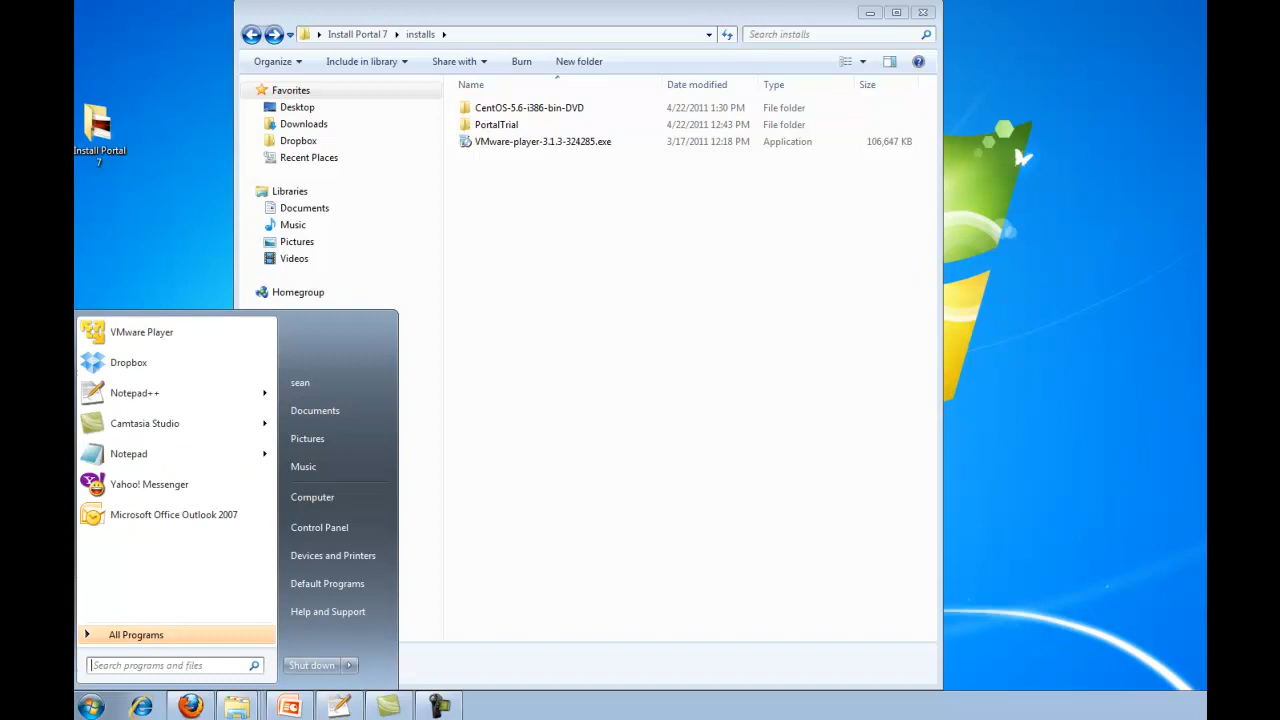 Install Portal 7 installs
Search installs
Organize Include in library Share with Burn New folder
Name Date modified Type Size
Favorites
Desktop
Downloads
Dropbox
Recent Places
Libraries
Documents
Music
Pictures
Videos
Homegroup
CentOS-5.6-i386-bin-DVD 4/22/2011 1:30 PM File folder
PortalTrial 4/22/2011 12:43 PM File folder
VMware-player-3.1.3-324285.exe 3/17/2011 12:18 PM Application 106,647 KB
Install Portal
7
VMware Player
Dropbox
Notepad++
Camtasia Studio
Notepad
Yahoo! Messenger
Microsoft Office Outlook 2007
All Programs
Search programs and files
sean
Documents
Pictures
Music
Computer
Control Panel
Devices and Printers
Default Programs
Help and Support
Shut down